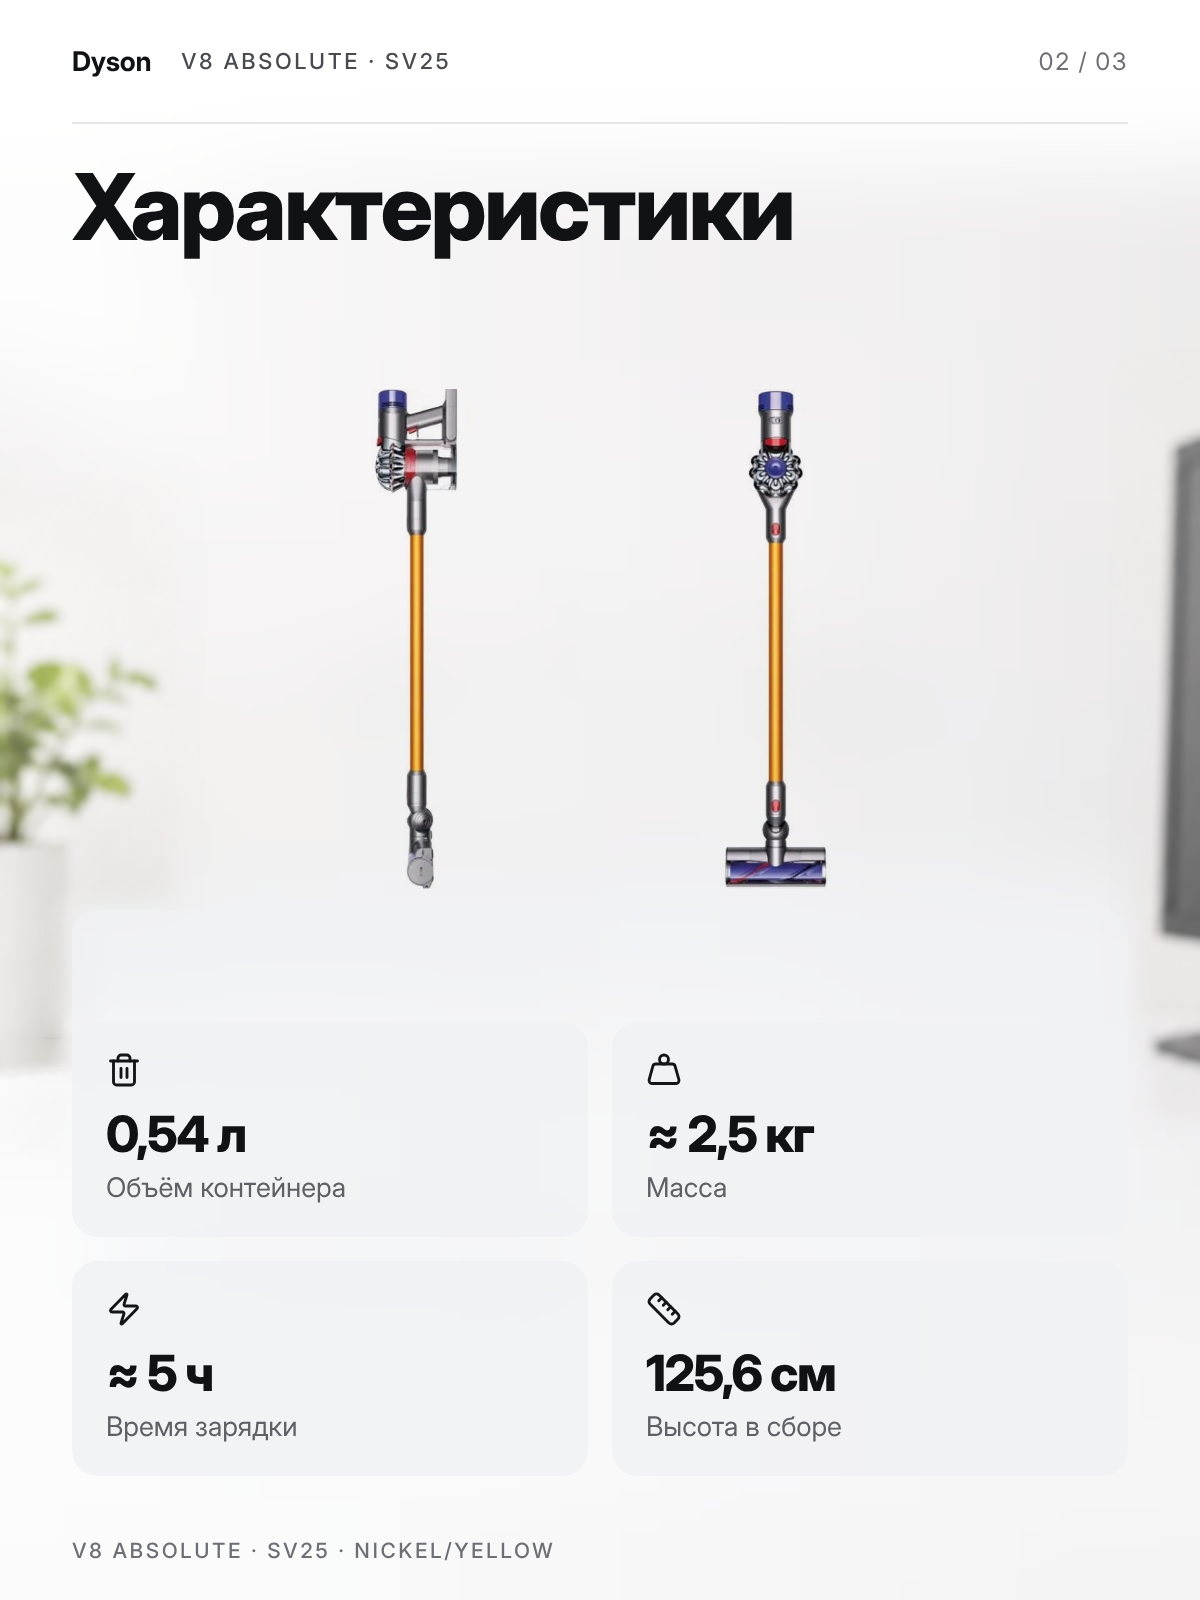 Dyson V8 ABSOLUTE · SV25 02 / 03
Характеристики
0,54 л
Объём контейнера
≈ 2,5 кг
Масса
≈ 5 ч
Время зарядки
125,6 см
Высота в сборе
V8 ABSOLUTE · SV25 · NICKEL/YELLOW